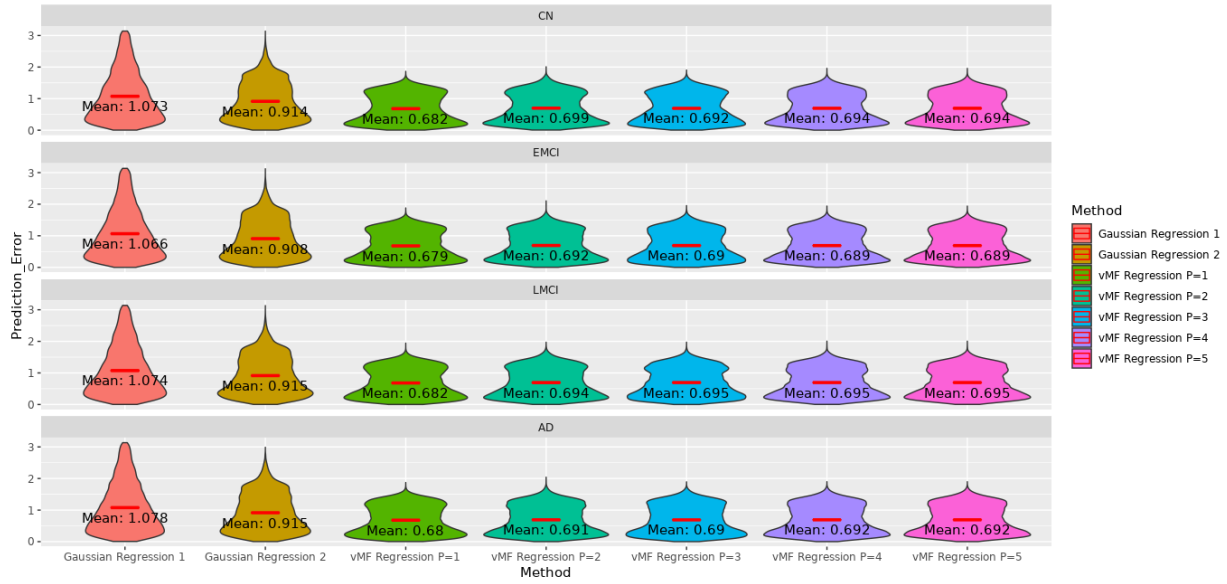 CN
3
2
1
0
Mean: 1.073
Mean: 0.914
Mean: 0.682
Mean: 0.699
Mean: 0.692
Mean: 0.694
Mean: 0.694
EMCI
3
2
1
0
Mean: 1.066
Mean: 0.908
Mean: 0.679
Mean: 0.692
Mean: 0.69
Mean: 0.689
Mean: 0.689
LMCI
3
2
1
0
Mean: 1.074
Mean: 0.915
Mean: 0.682
Mean: 0.694
Mean: 0.695
Mean: 0.695
Mean: 0.695
AD
3
2
1
0
Mean: 1.078
Mean: 0.915
Mean: 0.68
Mean: 0.691
Mean: 0.69
Mean: 0.692
Mean: 0.692
Prediction_Error
Gaussian Regression 1
Gaussian Regression 2
vMF Regression P=1
vMF Regression P=2
vMF Regression P=3
vMF Regression P=4
vMF Regression P=5
Method
Method
Gaussian Regression 1
Gaussian Regression 2
vMF Regression P=1
vMF Regression P=2
vMF Regression P=3
vMF Regression P=4
vMF Regression P=5